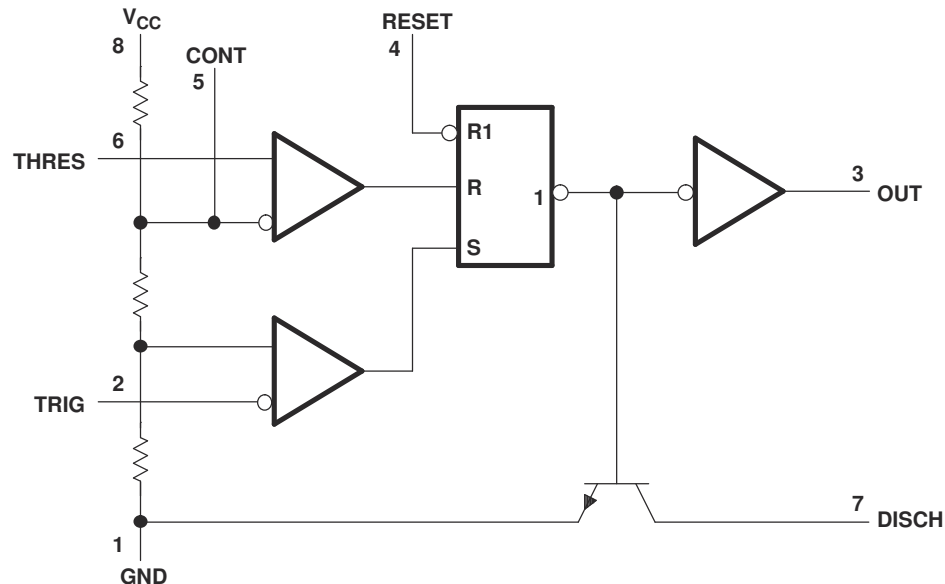 VCC
8
CONT
5
RESET
4
6
THRES
R1
R
1
S
3
OUT
2
TRIG
7
DISCH
1
GND